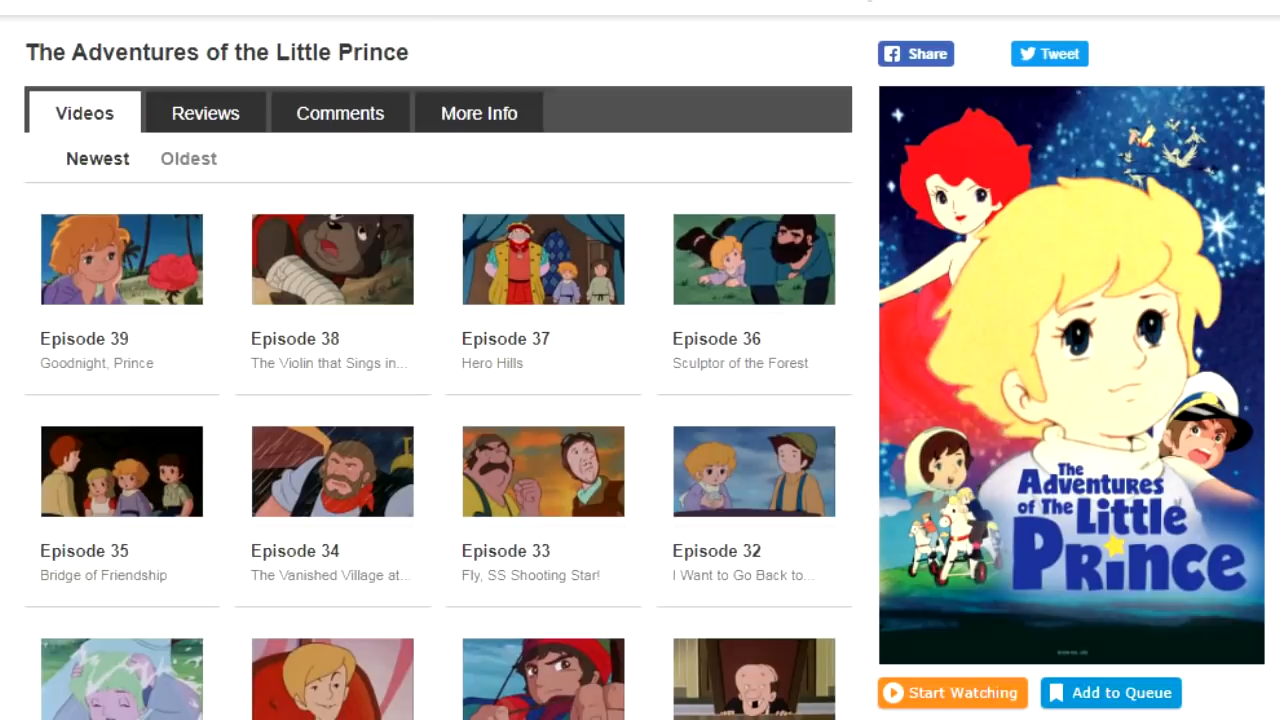 The Adventures of the Little Prince
Share
Tweet
Videos
Reviews
Comments
More Info
Newest
Oldest
Episode 39
Goodnight, Prince
Episode 38
The Violin that Sings in...
Episode 37
Hero Hills
Episode 36
Sculptor of the Forest
Episode 35
Bridge of Friendship
Episode 34
The Vanished Village at...
Episode 33
Fly, SS Shooting Star!
Episode 32
I Want to Go Back to...
The
Adventures
of The Little
Prince
Start Watching
Add to Queue